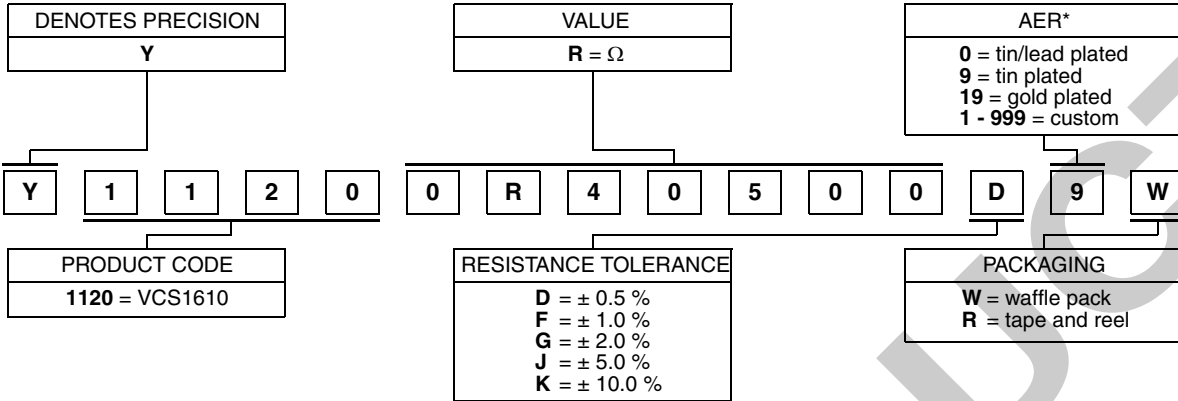 DENOTES PRECISION
Y
VALUE
R = Ω
AER*
0 = tin/lead plated
9 = tin plated
19 = gold plated
1 - 999 = custom
Y 1 1 2 0 0 R 4 0 5 0 0 D 9 W
PRODUCT CODE
1120 = VCS1610
RESISTANCE TOLERANCE
D = ± 0.5 %
F = ± 1.0 %
G = ± 2.0 %
J = ± 5.0 %
K = ± 10.0 %
PACKAGING
W = waffle pack
R = tape and reel